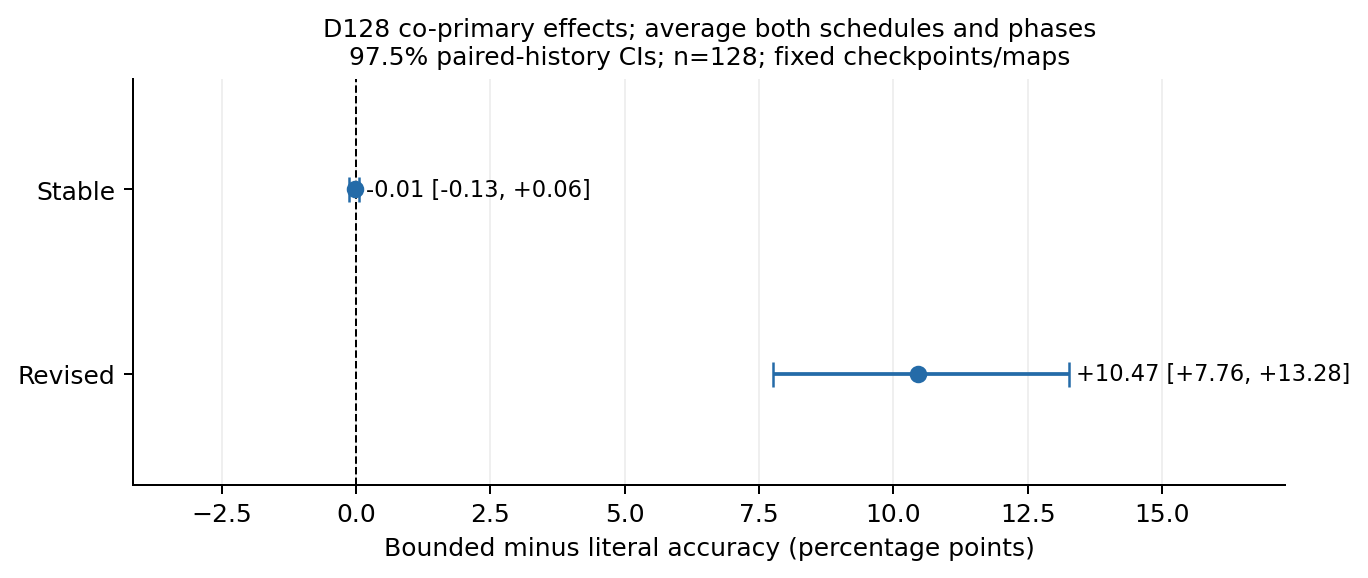 D128 co-primary effects; average both schedules and phases
97.5% paired-history CIs; n=128; fixed checkpoints/maps
Stable
-0.01 [-0.13, +0.06]
Revised
+10.47 [+7.76, +13.28]
−2.5 0.0 2.5 5.0 7.5 10.0 12.5 15.0
Bounded minus literal accuracy (percentage points)